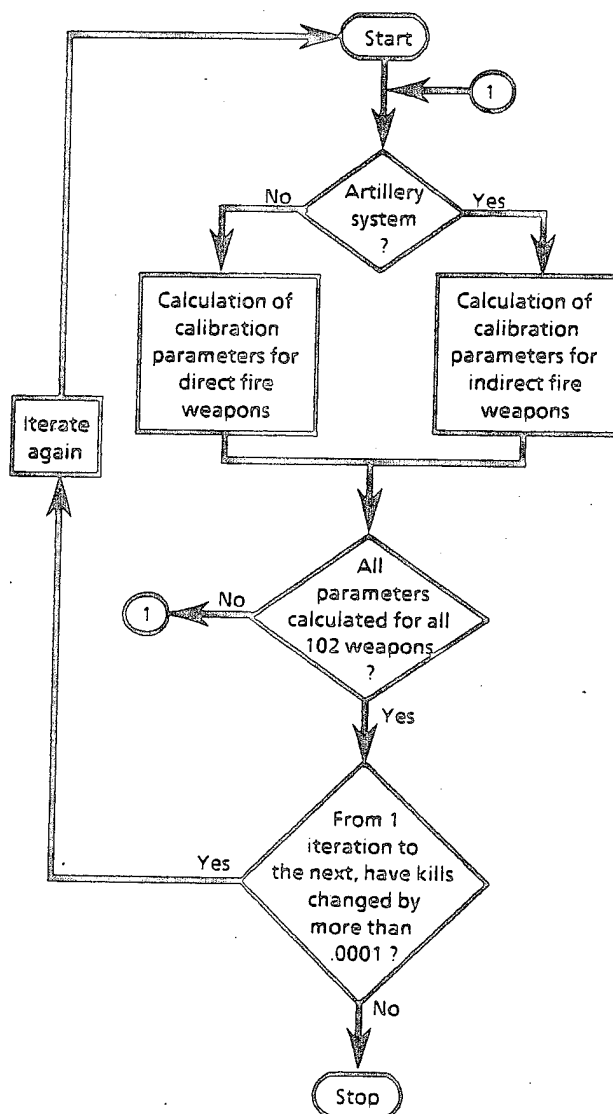 Start
1
Artillery
system
?
No
Yes
Calculation of
calibration
parameters for
direct fire
weapons
Calculation of
calibration
parameters for
indirect fire
weapons
Iterate
again
All
parameters
calculated for all
102 weapons
?
No
1
Yes
From 1
iteration to
the next, have kills
changed by
more than
.0001 ?
Yes
No
Stop